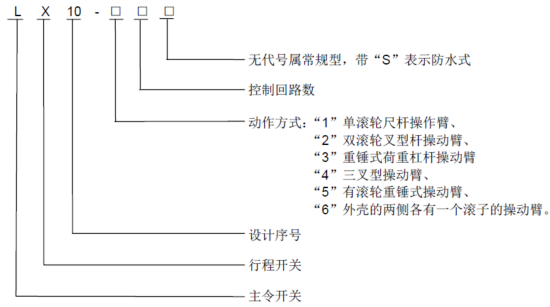 L X 10 - □ □ □
无代号属常规型，带“S”表示防水式
控制回路数
动作方式：“1”单滚轮尺杆操作臂、
“2”双滚轮叉型杆操动臂、
“3”重锤式荷重杠杆操动臂
“4”三叉型操动臂、
“5”有滚轮重锤式操动臂、
“6”外壳的两侧各有一个滚子的操动臂。
设计序号
行程开关
主令开关